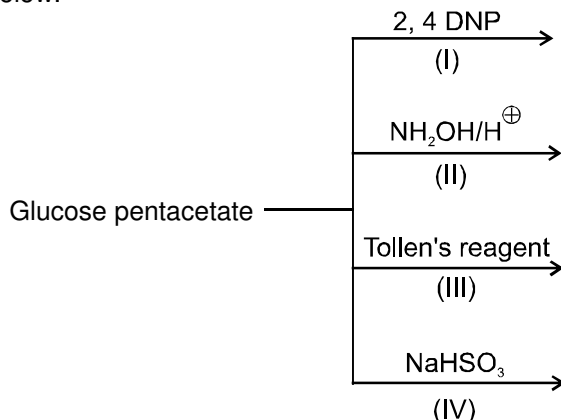 2, 4 DNP
(I)
NH₂OH/H⊕
(II)
Glucose pentacetate
Tollen's reagent
(III)
NaHSO₃
(IV)